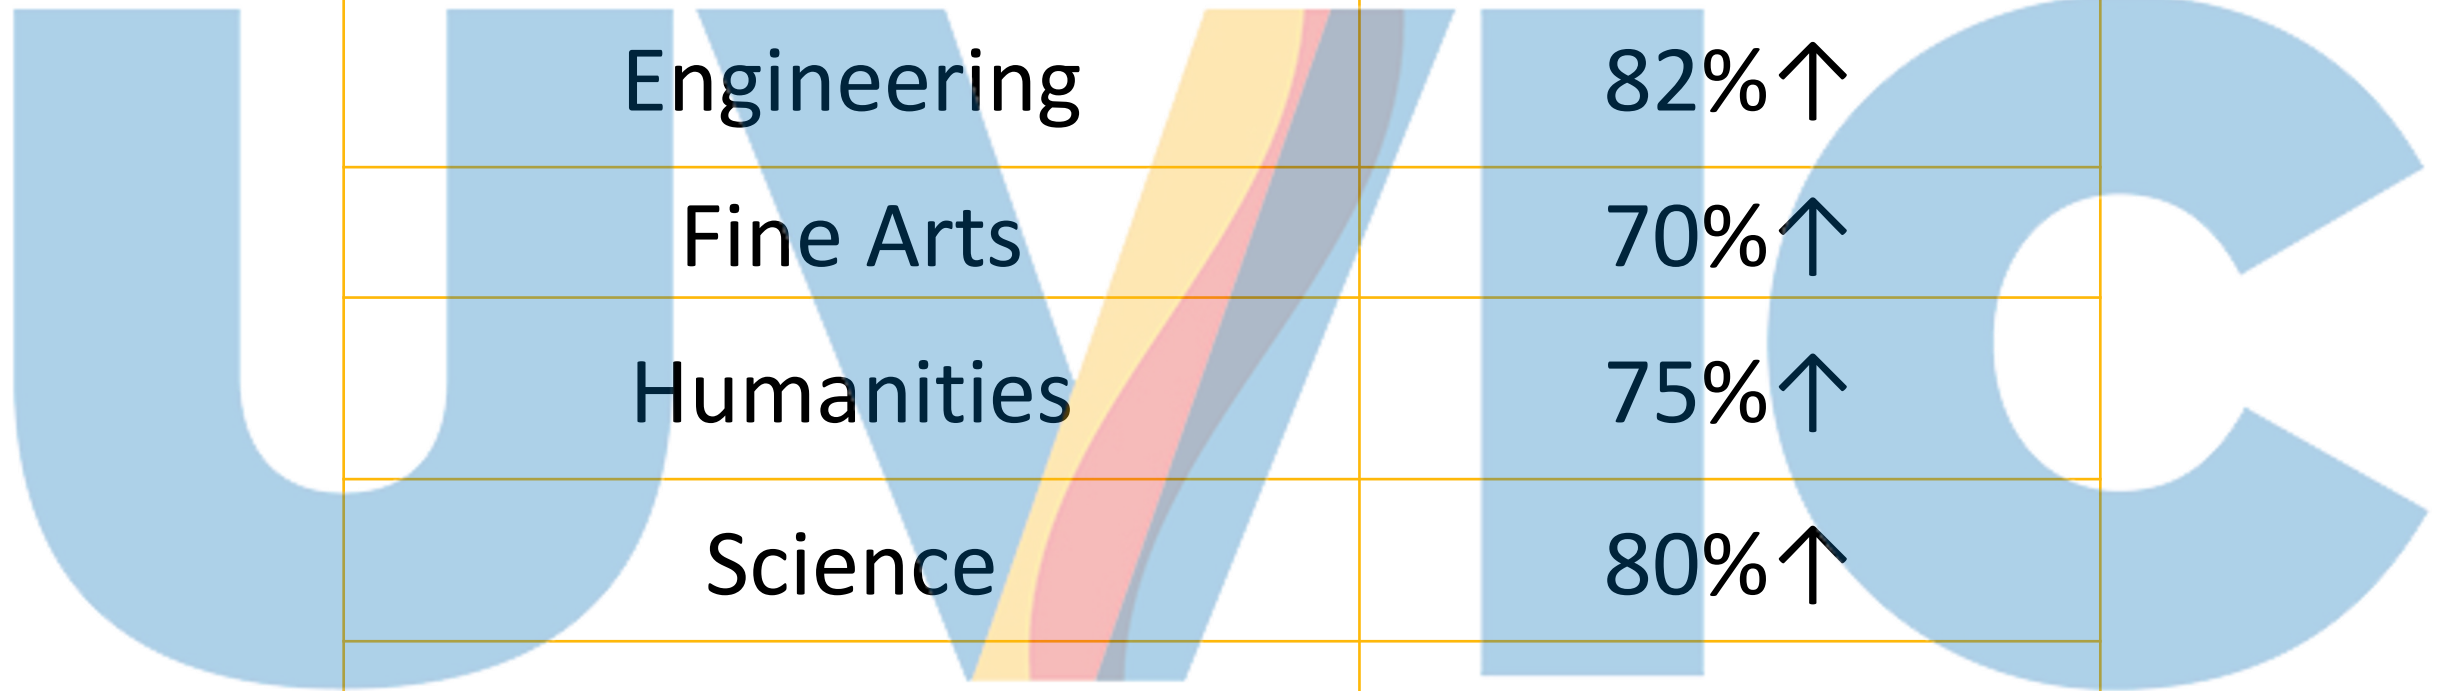 UVIC
Engineering 82%↑
Fine Arts 70%↑
Humanities 75%↑
Science 80%↑